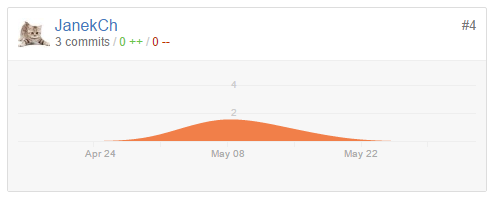 JanekCh #4
3 commits / 0 ++ / 0 --
4
2
Apr 24 May 08 May 22